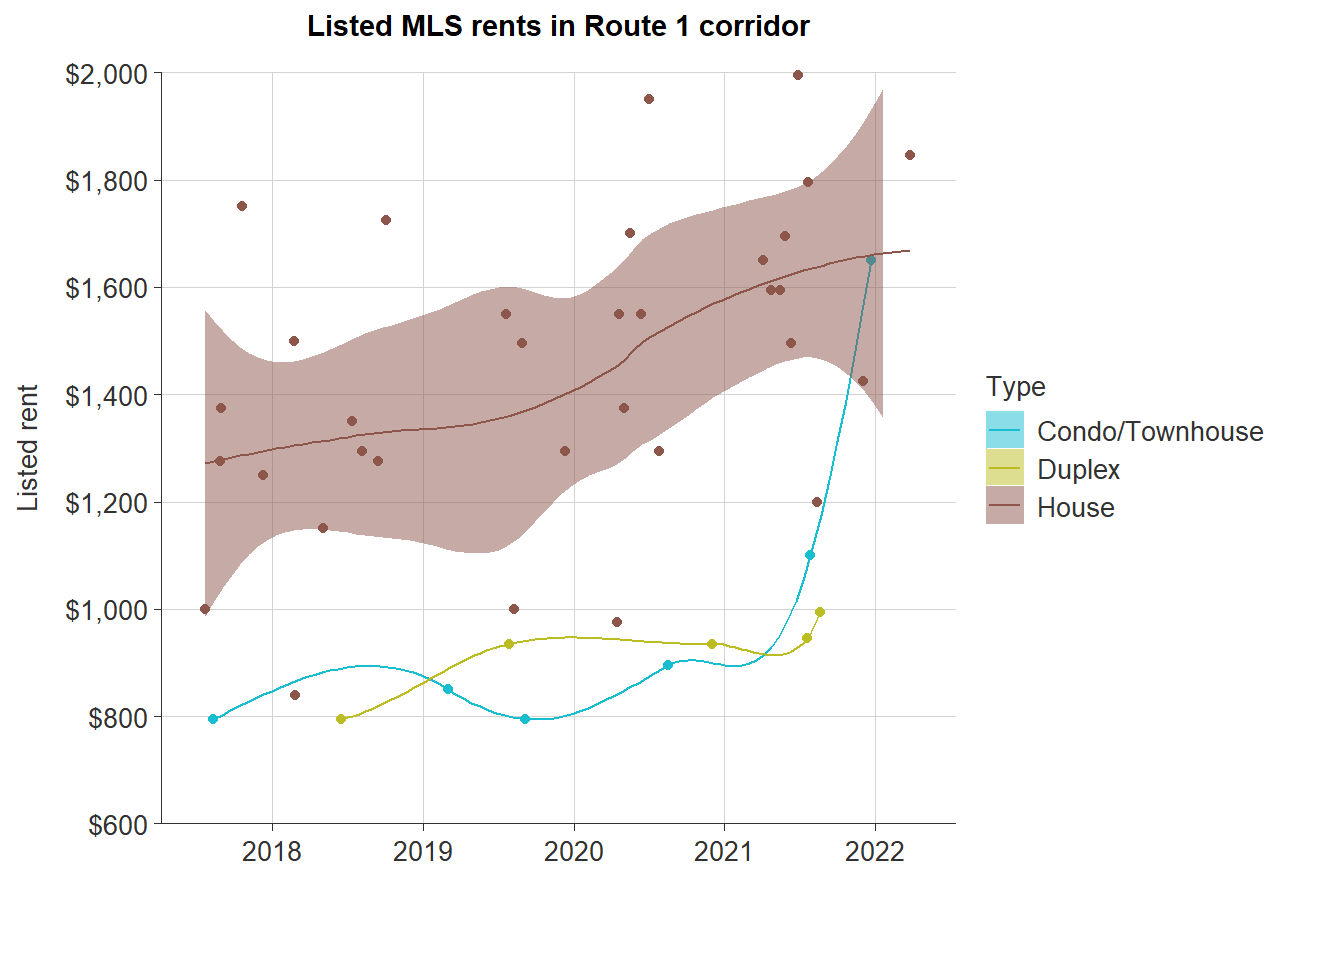 Listed MLS rents in Route 1 corridor
$2,000
$1,800
$1,600
$1,400
$1,200
$1,000
$800
$600
Listed rent
2018 2019 2020 2021 2022
Type
Condo/Townhouse
Duplex
House